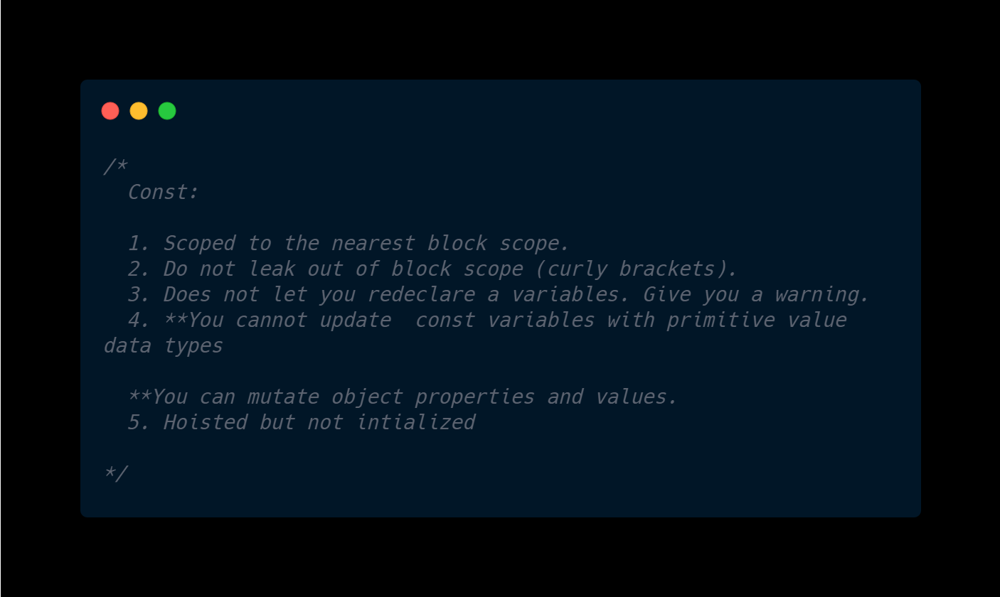 /*
  Const:

  1. Scoped to the nearest block scope.
  2. Do not leak out of block scope (curly brackets).
  3. Does not let you redeclare a variables. Give you a warning.
  4. **You cannot update  const variables with primitive value
data types

  **You can mutate object properties and values.
  5. Hoisted but not intialized

*/